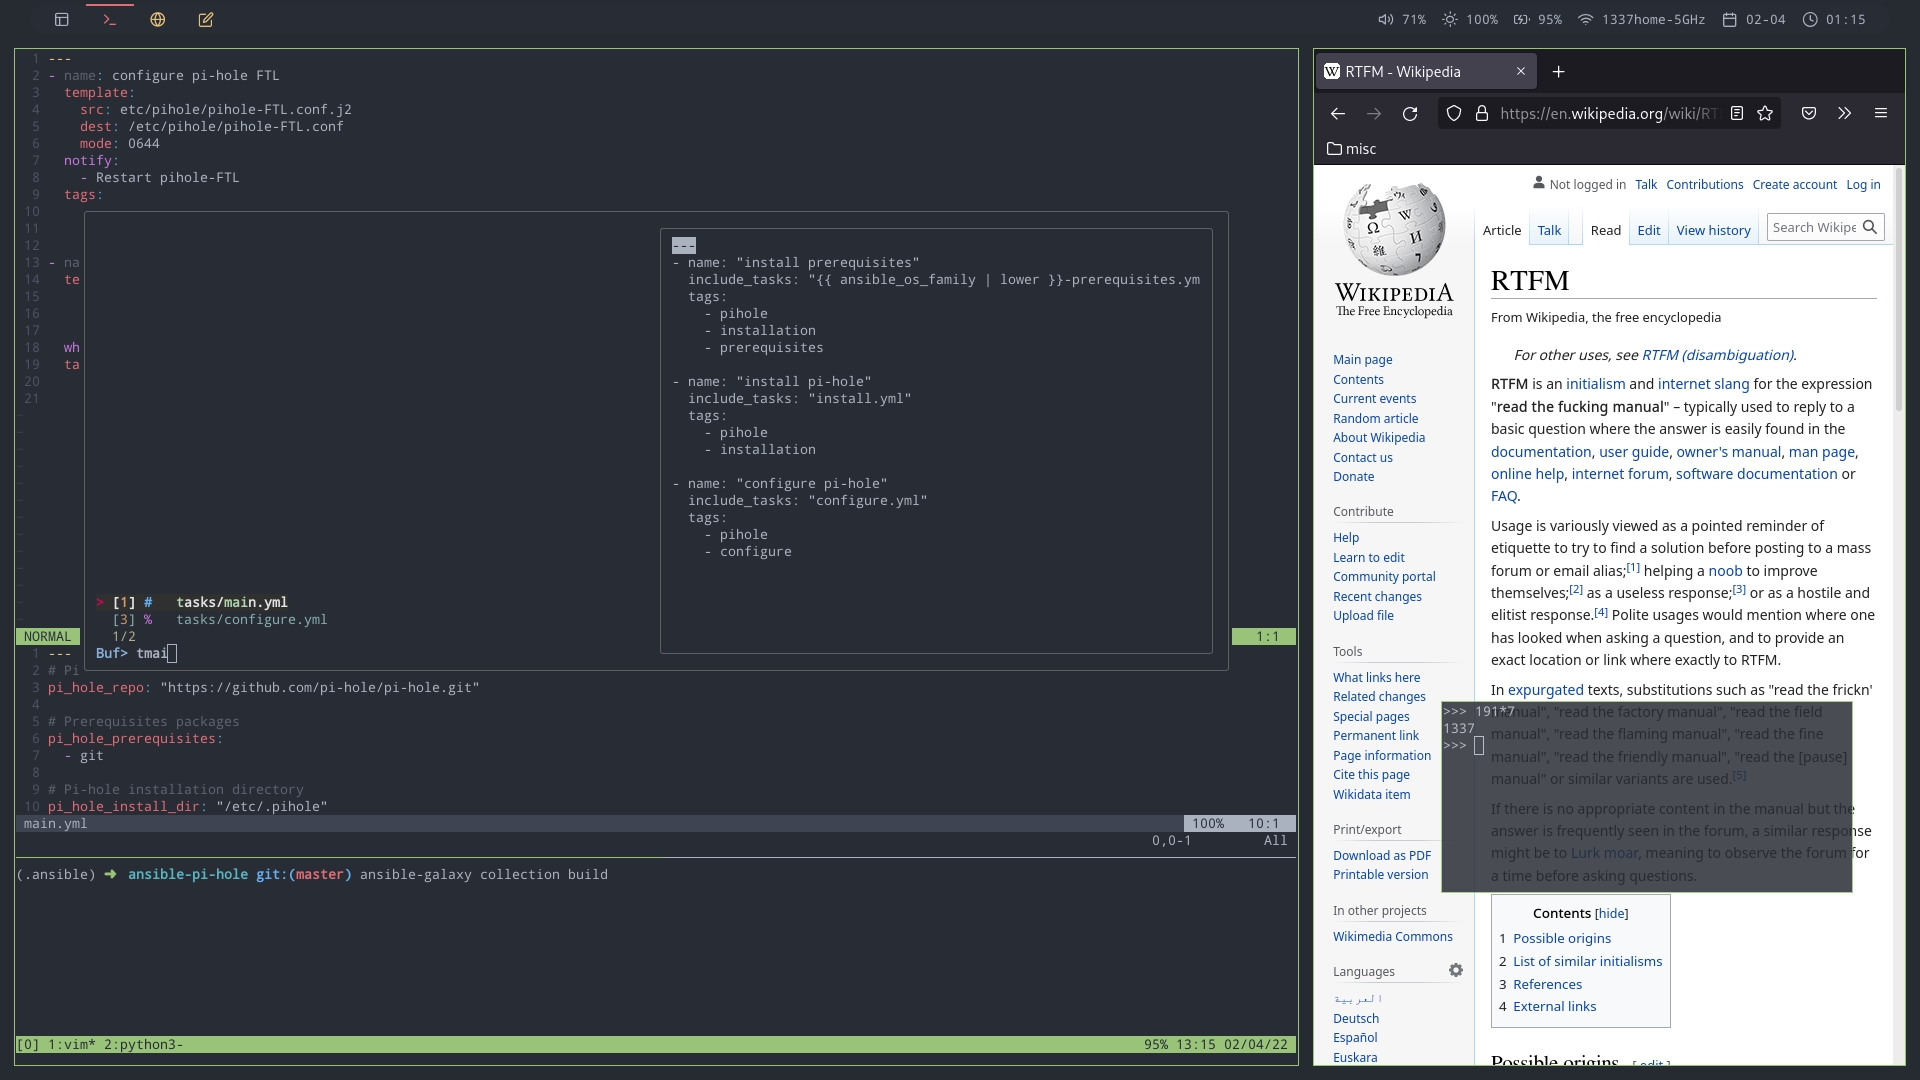 71% 100% 95% 1337home-5GHz 02-04 01:15
1 ---
2 - name: configure pi-hole FTL
3 template:
4 src: etc/pihole/pihole-FTL.conf.j2
5 dest: /etc/pihole/pihole-FTL.conf
6 mode: 0644
7 notify:
8 - Restart pihole-FTL
9 tags:
10
11
12
13 - na
14 te
15
16
17
18 wh
19 ta
20
21
---
- name: "install prerequisites"
include_tasks: "{{ ansible_os_family | lower }}-prerequisites.ym
tags:
- pihole
- installation
- prerequisites
- name: "install pi-hole"
include_tasks: "install.yml"
tags:
- pihole
- installation
- name: "configure pi-hole"
include_tasks: "configure.yml"
tags:
- pihole
- configure
> [1] # tasks/main.yml
[3] % tasks/configure.yml
1/2
Buf> tmai
NORMAL 1:1
1 ---
2 # Pi
3 pi_hole_repo: "https://github.com/pi-hole/pi-hole.git"
4
5 # Prerequisites packages
6 pi_hole_prerequisites:
7 - git
8
9 # Pi-hole installation directory
10 pi_hole_install_dir: "/etc/.pihole"
main.yml 100% 10:1
0,0-1 All
(.ansible) ➜ ansible-pi-hole git:(master) ansible-galaxy collection build
[0] 1:vim* 2:python3- 95% 13:15 02/04/22
RTFM - Wikipedia
https://en.wikipedia.org/wiki/RT
misc
WIKIPEDIA
The Free Encyclopedia
Main page
Contents
Current events
Random article
About Wikipedia
Contact us
Donate
Contribute
Help
Learn to edit
Community portal
Recent changes
Upload file
Tools
What links here
Related changes
Special pages
Permanent link
Page information
Cite this page
Wikidata item
Print/export
Download as PDF
Printable version
In other projects
Wikimedia Commons
Languages
العربية
Deutsch
Español
Euskara
Not logged in Talk Contributions Create account Log in
Article Talk Read Edit View history Search Wikipe
RTFM
From Wikipedia, the free encyclopedia
For other uses, see RTFM (disambiguation).
RTFM is an initialism and internet slang for the expression
"read the fucking manual" – typically used to reply to a
basic question where the answer is easily found in the
documentation, user guide, owner's manual, man page,
online help, internet forum, software documentation or
FAQ.
Usage is variously viewed as a pointed reminder of
etiquette to try to find a solution before posting to a mass
forum or email alias;[1] helping a noob to improve
themselves;[2] as a useless response;[3] or as a hostile and
elitist response.[4] Polite usages would mention where one
has looked when asking a question, and to provide an
exact location or link where exactly to RTFM.
In expurgated texts, substitutions such as "read the frickn'
manual", "read the factory manual", "read the field
manual", "read the flaming manual", "read the fine
manual", "read the friendly manual", "read the [pause]
manual" or similar variants are used.[5]
If there is no appropriate content in the manual but the
answer is frequently seen in the forum, a similar response
might be to Lurk moar, meaning to observe the forum for
a time before asking questions.
>>> 191*7
1337
>>>
Contents [hide]
1 Possible origins
2 List of similar initialisms
3 References
4 External links
Possible origins [ edit ]